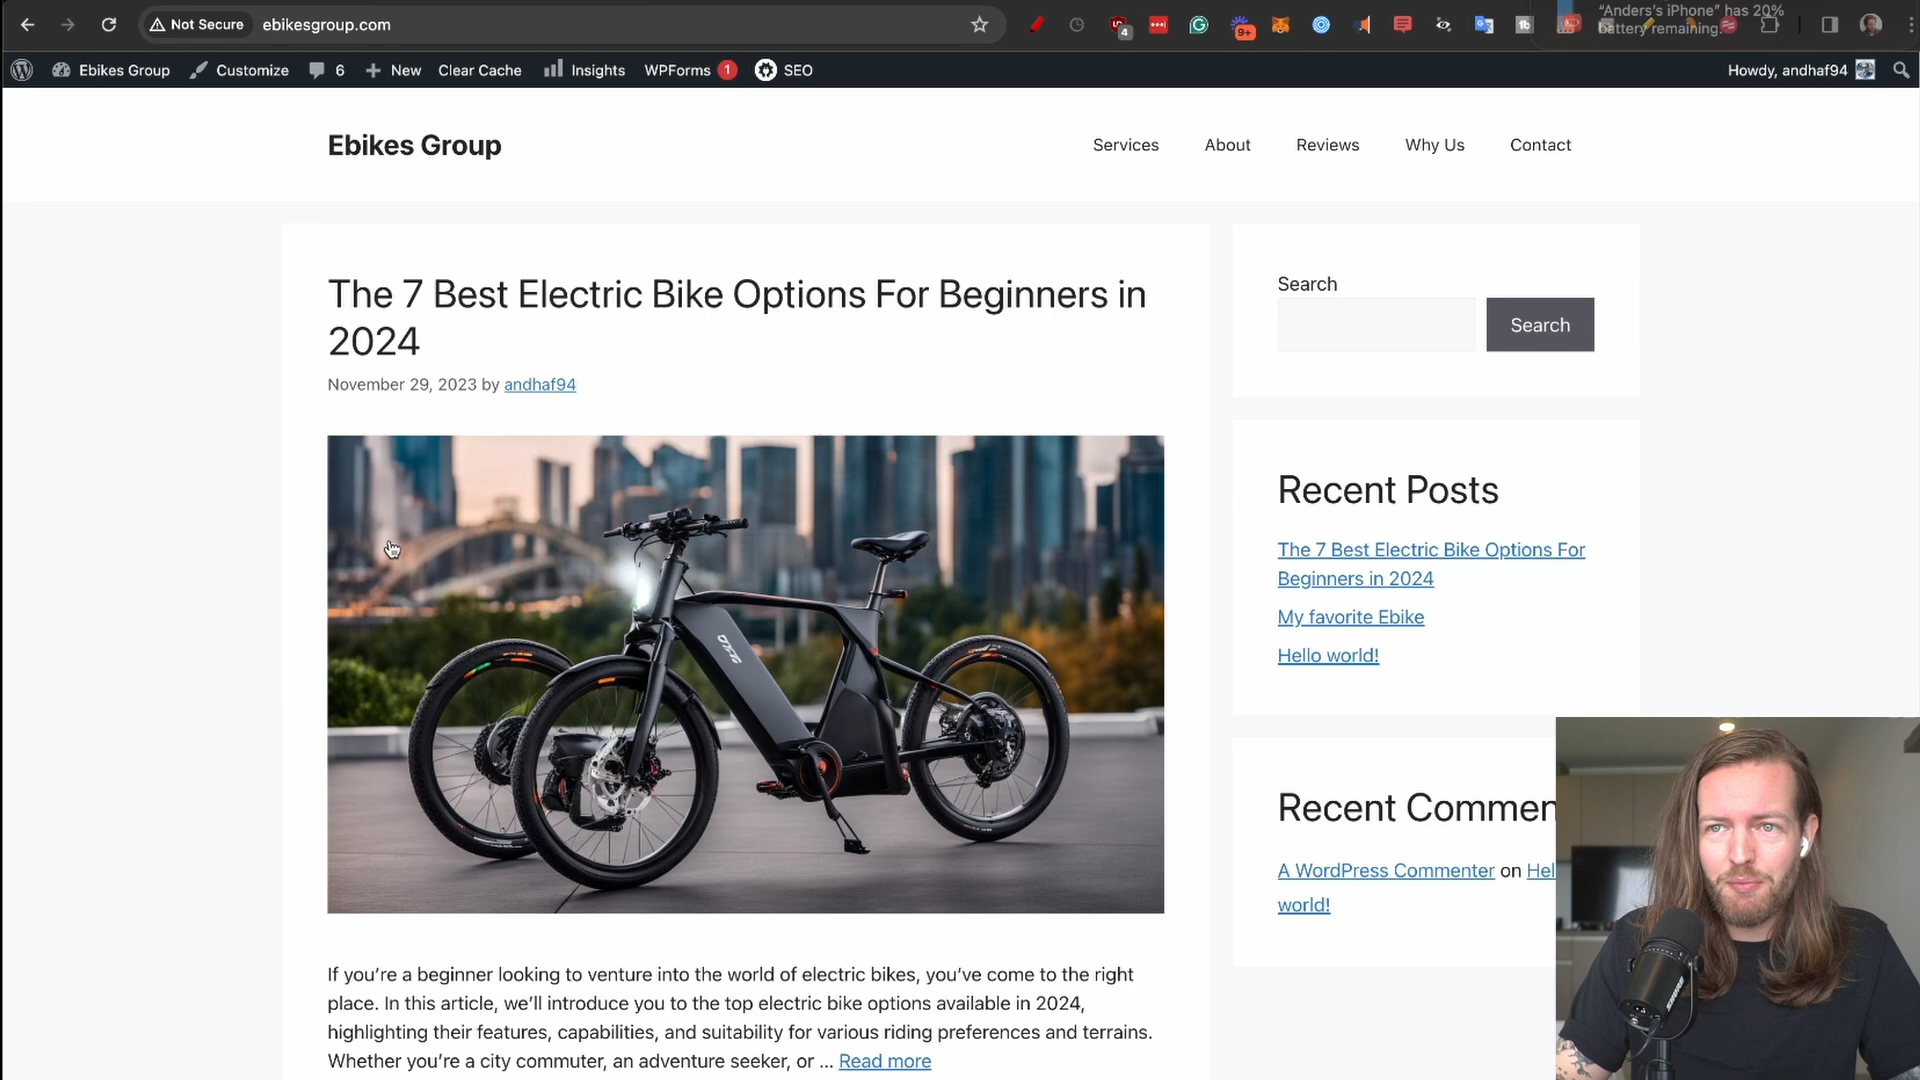 Not Secure
ebikesgroup.com
4
9+
“Anders’s iPhone” has 20%
battery remaining.
Ebikes Group
Customize
6
New
Clear Cache
Insights
WPForms 1
SEO
Howdy, andhaf94
Ebikes Group
Services
About
Reviews
Why Us
Contact
The 7 Best Electric Bike Options For Beginners in
2024
November 29, 2023 by andhaf94
If you’re a beginner looking to venture into the world of electric bikes, you’ve come to the right
place. In this article, we’ll introduce you to the top electric bike options available in 2024,
highlighting their features, capabilities, and suitability for various riding preferences and terrains.
Whether you’re a city commuter, an adventure seeker, or ... Read more
Search
Search
Recent Posts
The 7 Best Electric Bike Options For
Beginners in 2024
My favorite Ebike
Hello world!
Recent Commen
A WordPress Commenter on Hel
world!